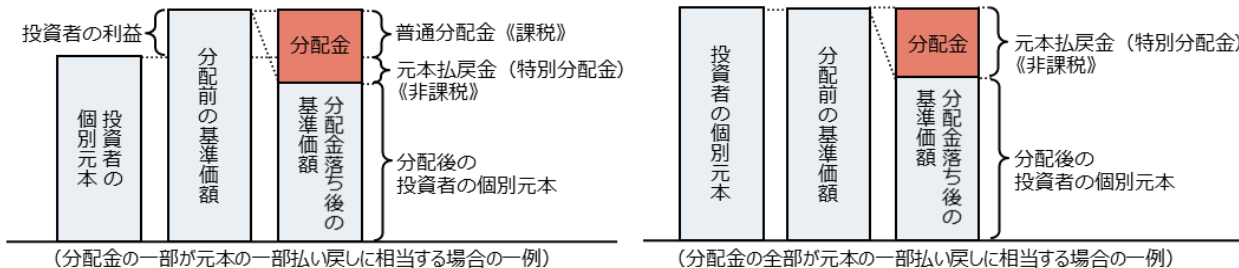 投資者の利益
投資者の
個別元本
分配前の基準価額
分配金
分配金落ち後の
基準価額
普通分配金《課税》
元本払戻金（特別分配金）
《非課税》
分配後の
投資者の個別元本
（分配金の一部が元本の一部払い戻しに相当する場合の一例）
投資者の個別元本
分配前の基準価額
分配金
分配金落ち後の
基準価額
元本払戻金（特別分配金）
《非課税》
分配後の
投資者の個別元本
（分配金の全部が元本の一部払い戻しに相当する場合の一例）